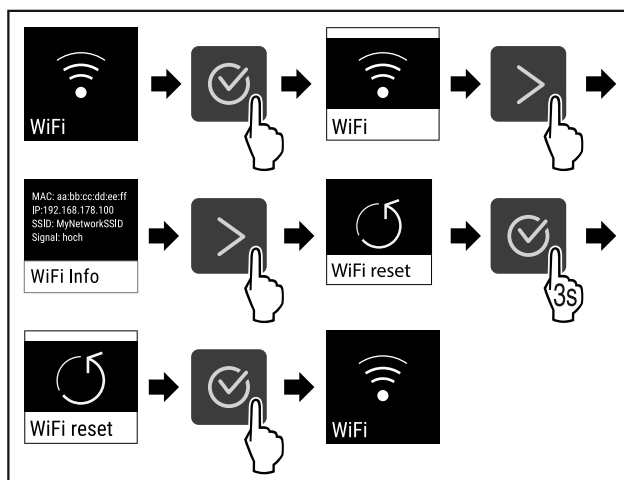 WiFi
WiFi
MAC: aa:bb:cc:dd:ee:ff
IP:192.168.178.100
SSID: MyNetworkSSID
Signal: hoch
WiFi Info
WiFi reset
3s
WiFi reset
WiFi